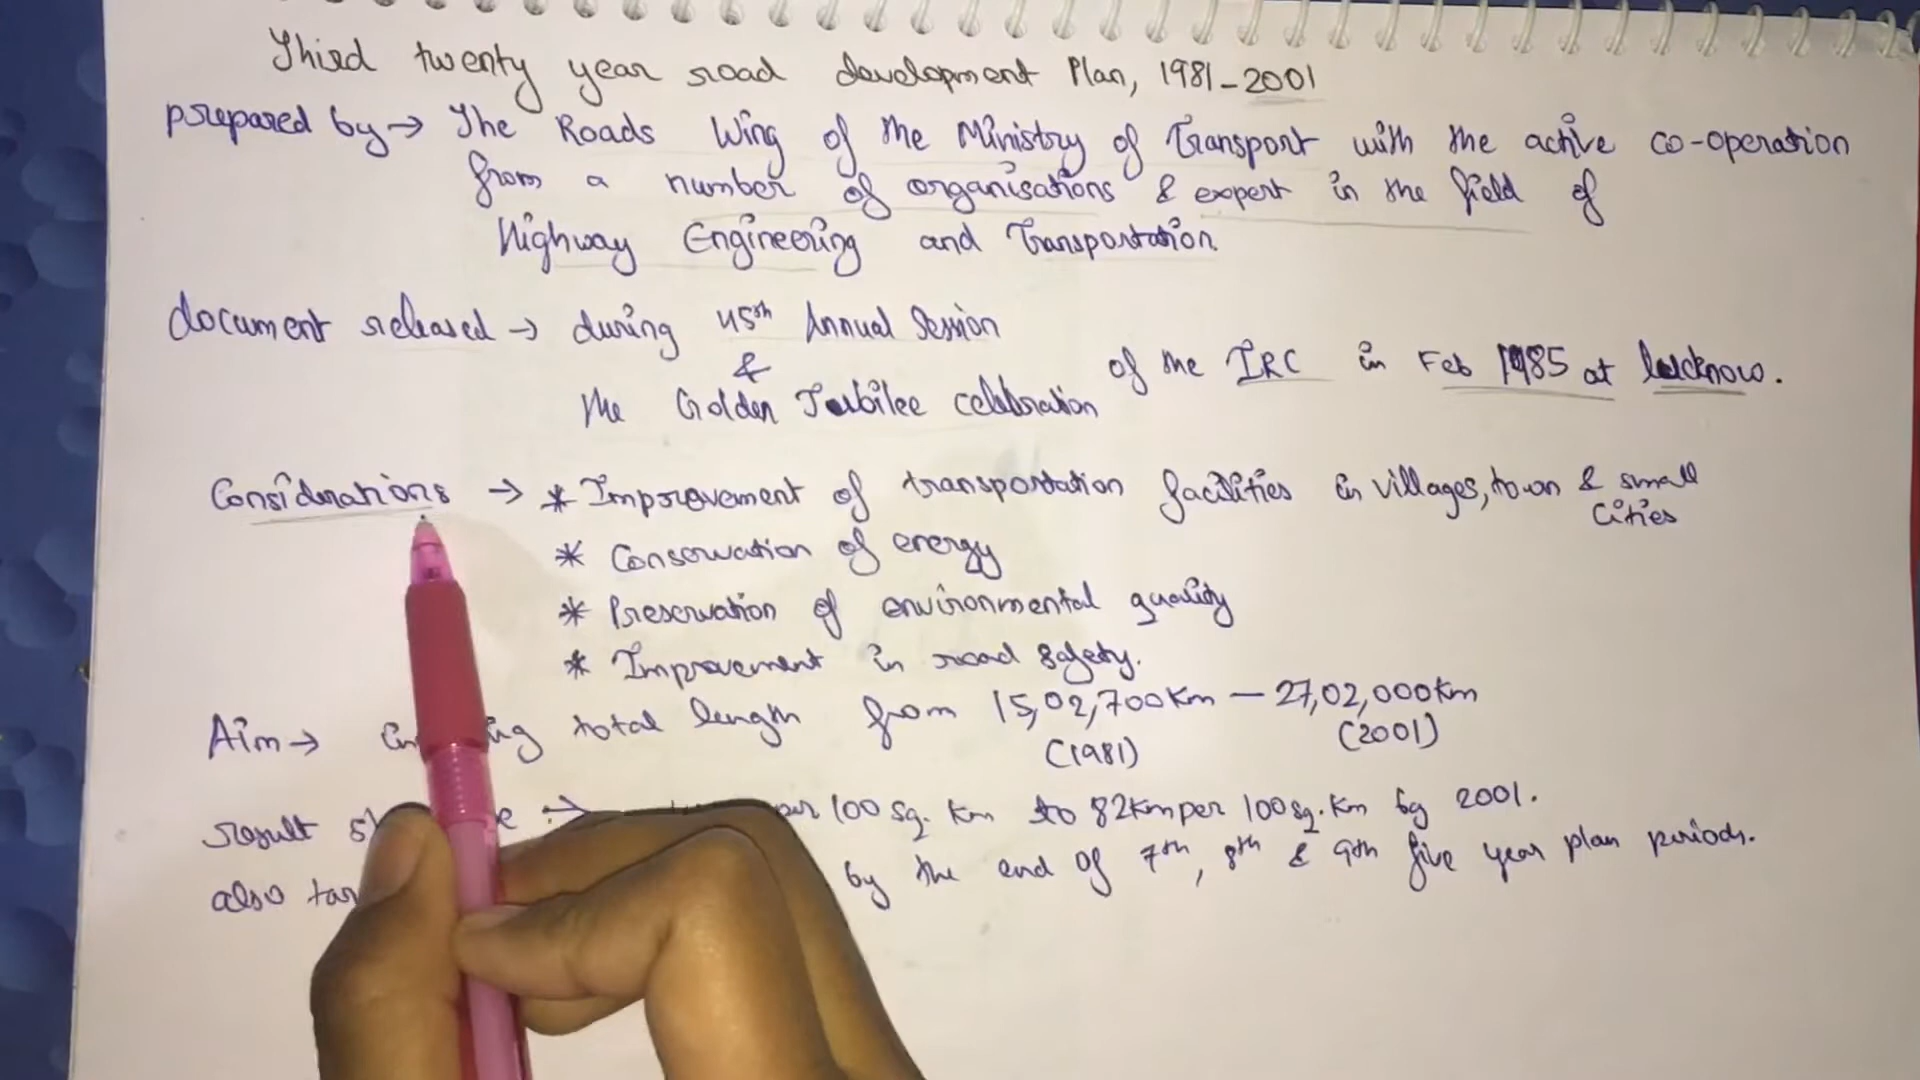 Third twenty year road development Plan, 1981-2001
prepared by → The Roads Wing of the Ministry of Transport with the active co-operation
from a number of organisations & expert in the field of
Highway Engineering and Transportation
document released → during 45th Annual Session
&
the Golden Jubilee celebration
of the IRC in Feb 1985 at lucknow.
Considerations → * Improvement of transportation facilities in villages, town & small
Cities
* Conservation of energy
* Preservation of environmental quality
* Improvement in road safety.
Aim → total length from 15,02,700Km — 27,02,000Km
(1981) (2001)
result → per 100 sq. km to 82Km per 100 sq. Km by 2001.
also by the end of 7th, 8th & 9th five year plan periods.